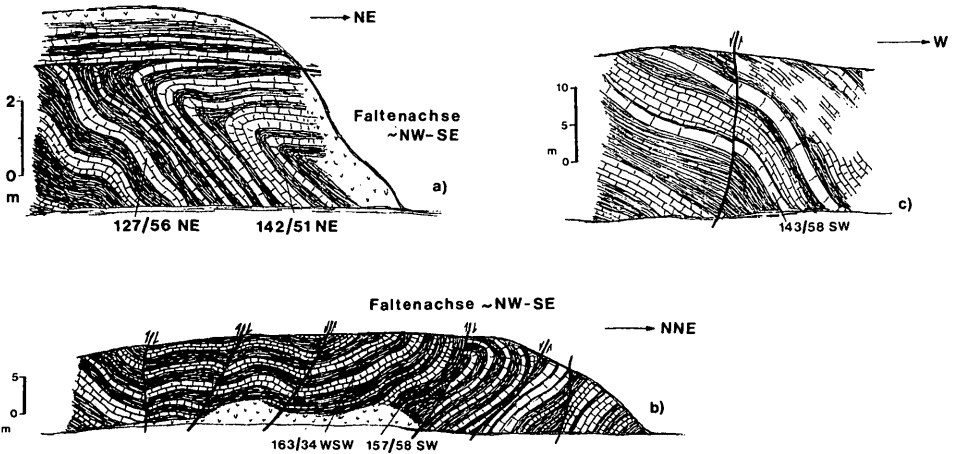 NE
2
0
m
Faltenachse
~NW-SE
a)
127/56 NE
142/51 NE
W
10
5
m
0
c)
143/58 SW
Faltenachse ~NW-SE
NNE
5
0
m
b)
163/34 WSW
157/58 SW